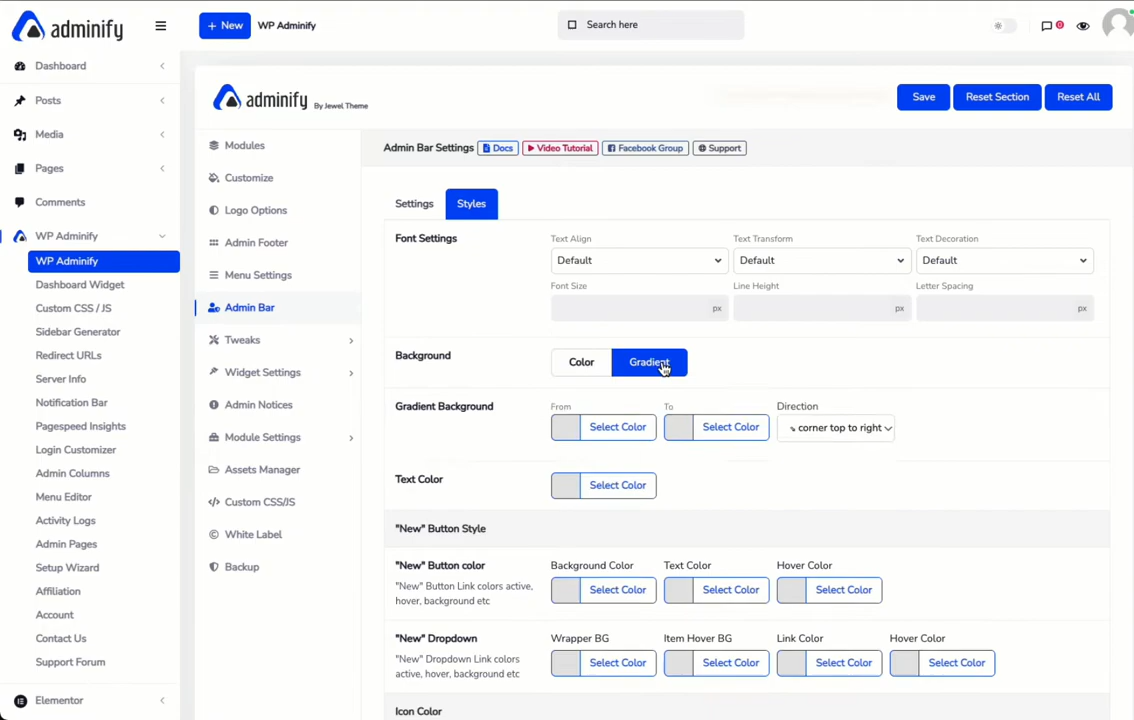 adminify
+ New
WP Adminify
Search here
0
Dashboard
Posts
Media
Pages
Comments
WP Adminify
WP Adminify
Dashboard Widget
Custom CSS / JS
Sidebar Generator
Redirect URLs
Server Info
Notification Bar
Pagespeed Insights
Login Customizer
Admin Columns
Menu Editor
Activity Logs
Admin Pages
Setup Wizard
Affiliation
Account
Contact Us
Support Forum
Elementor
adminify By Jewel Theme
Save
Reset Section
Reset All
Modules
Customize
Logo Options
Admin Footer
Menu Settings
Admin Bar
Tweaks
Widget Settings
Admin Notices
Module Settings
Assets Manager
Custom CSS/JS
White Label
Backup
Admin Bar Settings
Docs
Video Tutorial
Facebook Group
Support
Settings
Styles
Font Settings
Text Align
Text Transform
Text Decoration
Default
Default
Default
Font Size
Line Height
Letter Spacing
px
px
px
Background
Color
Gradient
Gradient Background
From
To
Direction
Select Color
Select Color
⇘ corner top to right
Text Color
Select Color
"New" Button Style
"New" Button color
"New" Button Link colors active,
hover, background etc
Background Color
Text Color
Hover Color
Select Color
Select Color
Select Color
"New" Dropdown
"New" Dropdown Link colors
active, hover, background etc
Wrapper BG
Item Hover BG
Link Color
Hover Color
Select Color
Select Color
Select Color
Select Color
Icon Color